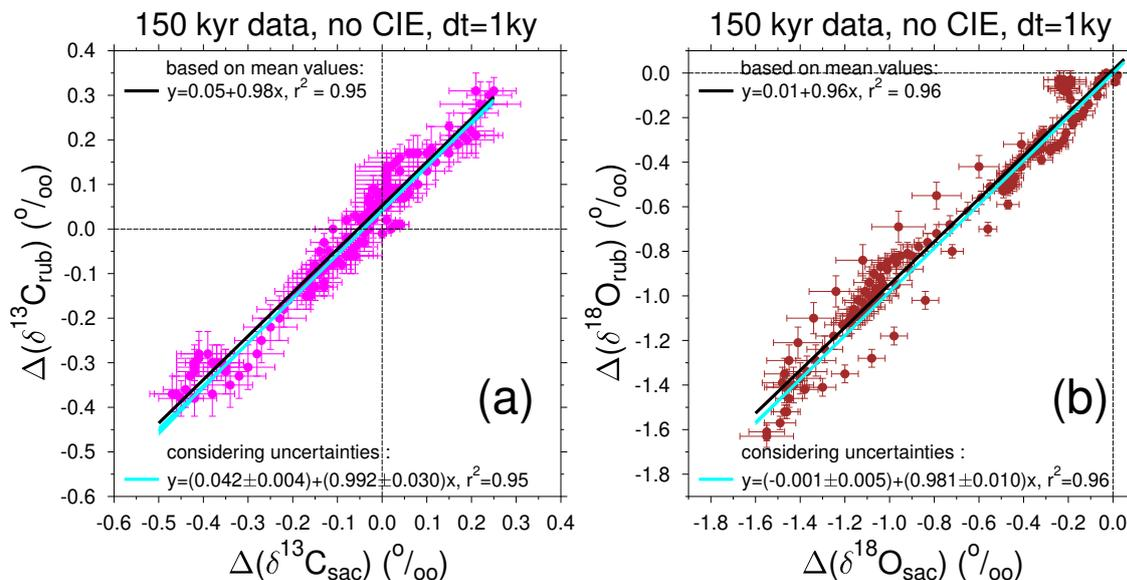 150 kyr data, no CIE, dt=1ky
based on mean values:
y=0.05+0.98x, r² = 0.95
0.4
0.3
0.2
0.1
0.0
-0.1
-0.2
-0.3
-0.4
-0.5
-0.6
Δ(δ¹³C_rub) (°/oo)
(a)
considering uncertainties :
y=(0.042±0.004)+(0.992±0.030)x, r²=0.95
-0.6 -0.5 -0.4 -0.3 -0.2 -0.1 0.0 0.1 0.2 0.3 0.4
Δ(δ¹³C_sac) (°/oo)
150 kyr data, no CIE, dt=1ky
based on mean values:
y=0.01+0.96x, r² = 0.96
0.0
-0.2
-0.4
-0.6
-0.8
-1.0
-1.2
-1.4
-1.6
-1.8
Δ(δ¹⁸O_rub) (°/oo)
(b)
considering uncertainties :
y=(-0.001±0.005)+(0.981±0.010)x, r²=0.96
-1.8 -1.6 -1.4 -1.2 -1.0 -0.8 -0.6 -0.4 -0.2 -0.0 0.0
Δ(δ¹⁸O_sac) (°/oo)